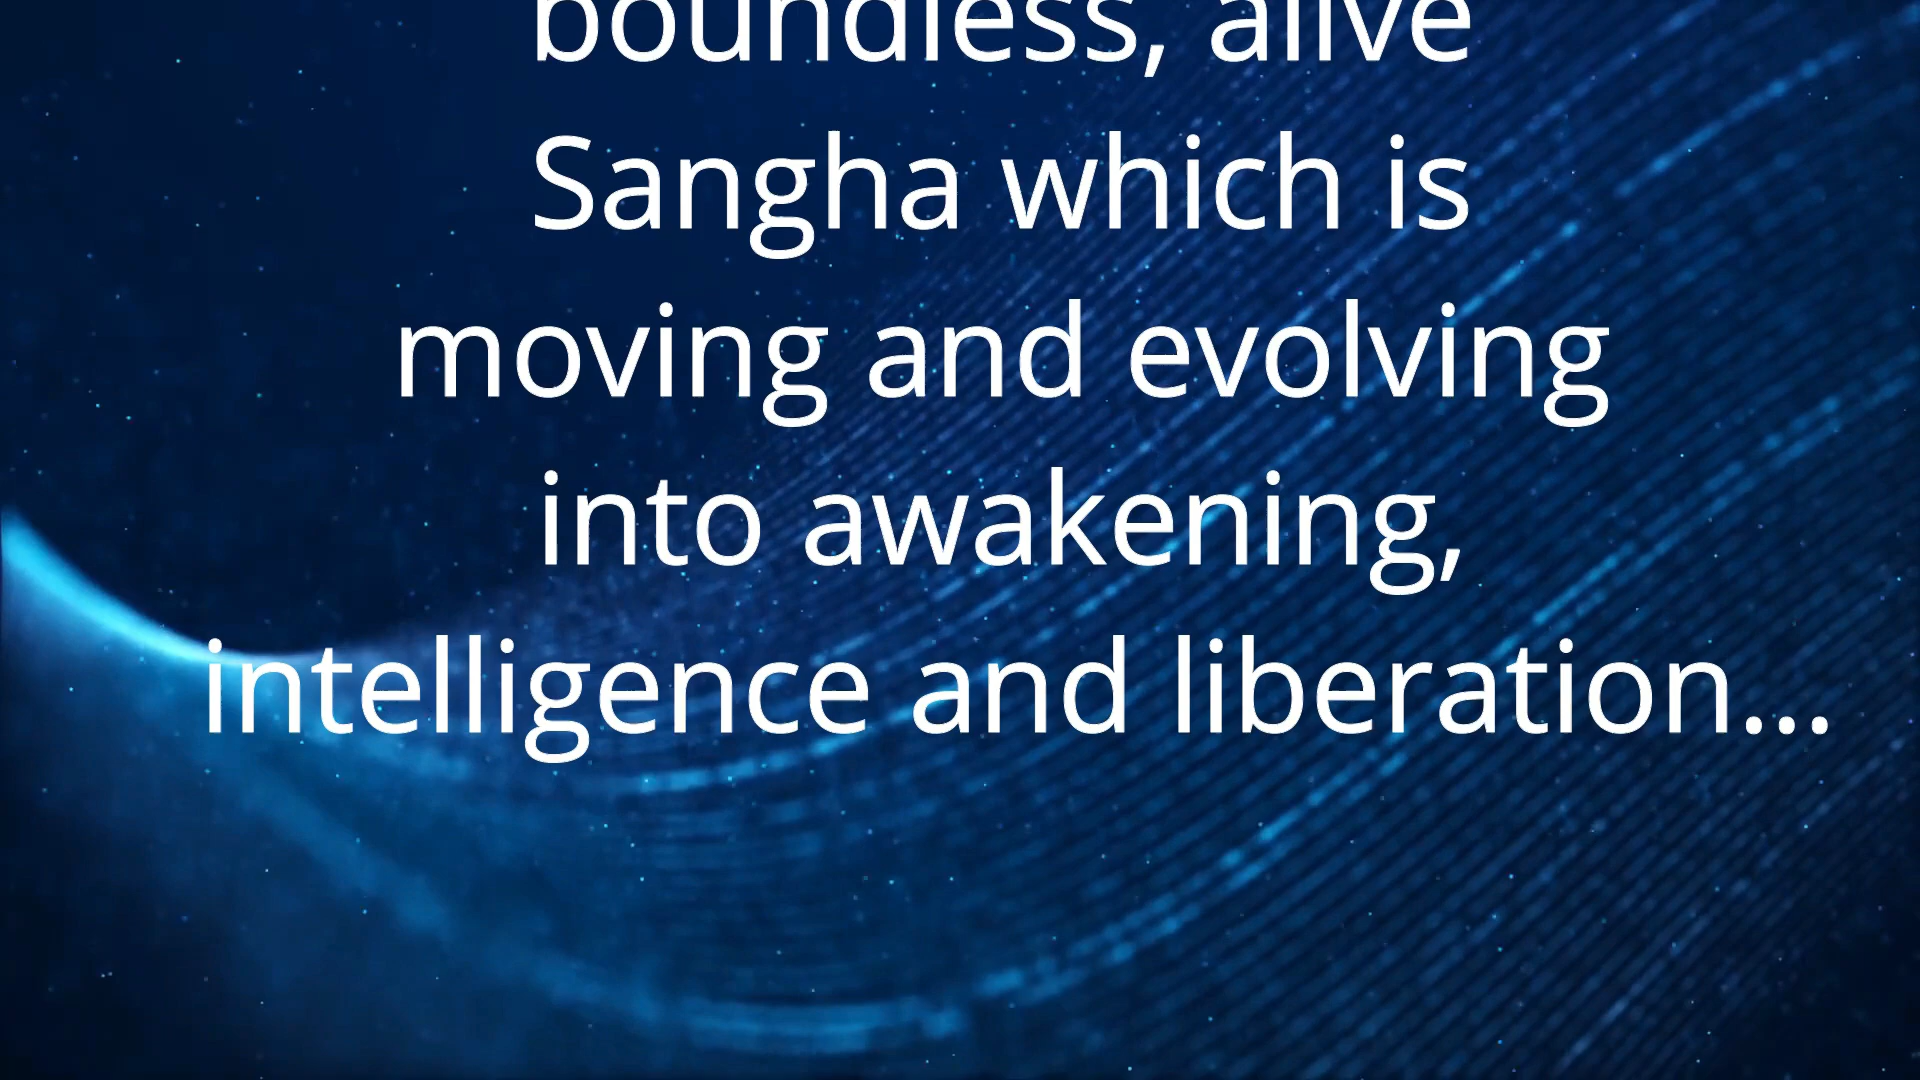 boundless, alive
Sangha which is
moving and evolving
into awakening,
intelligence and liberation...